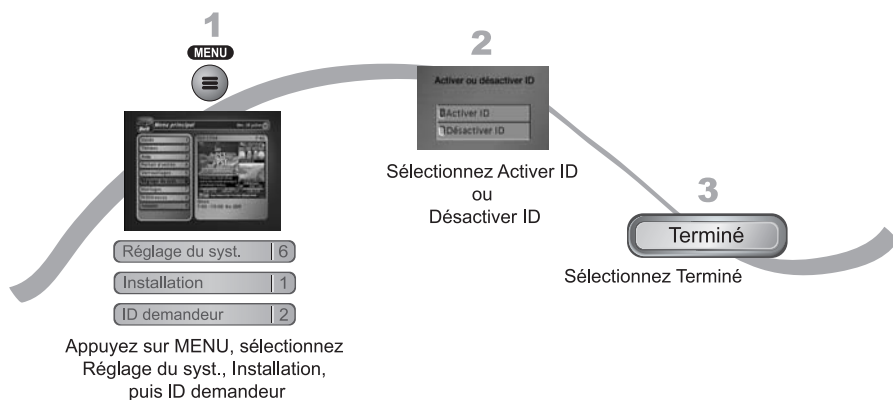 1
MENU
Menu principal
Réglage du syst. 6
Installation 1
ID demandeur 2
Appuyez sur MENU, sélectionnez
Réglage du syst., Installation,
puis ID demandeur
2
Activer ou désactiver ID
Activer ID
Désactiver ID
Sélectionnez Activer ID
ou
Désactiver ID
3
Terminé
Sélectionnez Terminé